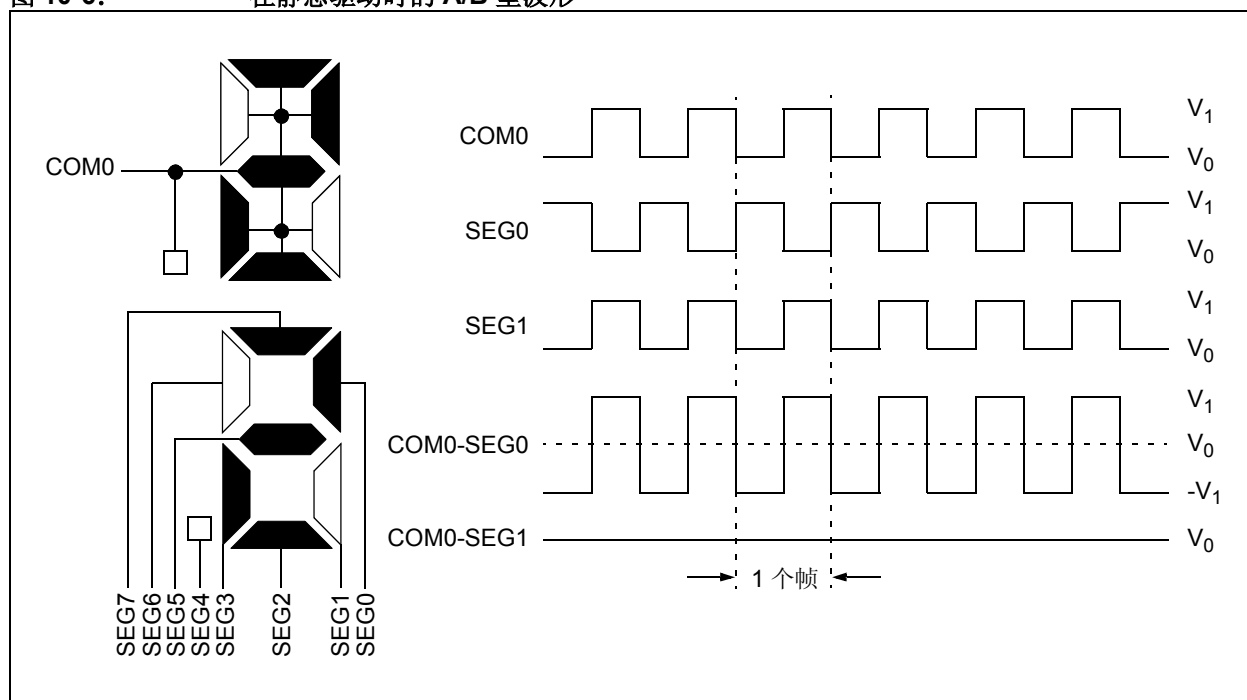 图
在静态驱动时的 A/B 型波形
COM0
COM0
V1
V0
SEG0
V1
V0
SEG1
V1
V0
COM0-SEG0
V1
V0
-V1
COM0-SEG1
V0
1 个帧
SEG7
SEG6
SEG5
SEG4
SEG3
SEG2
SEG1
SEG0